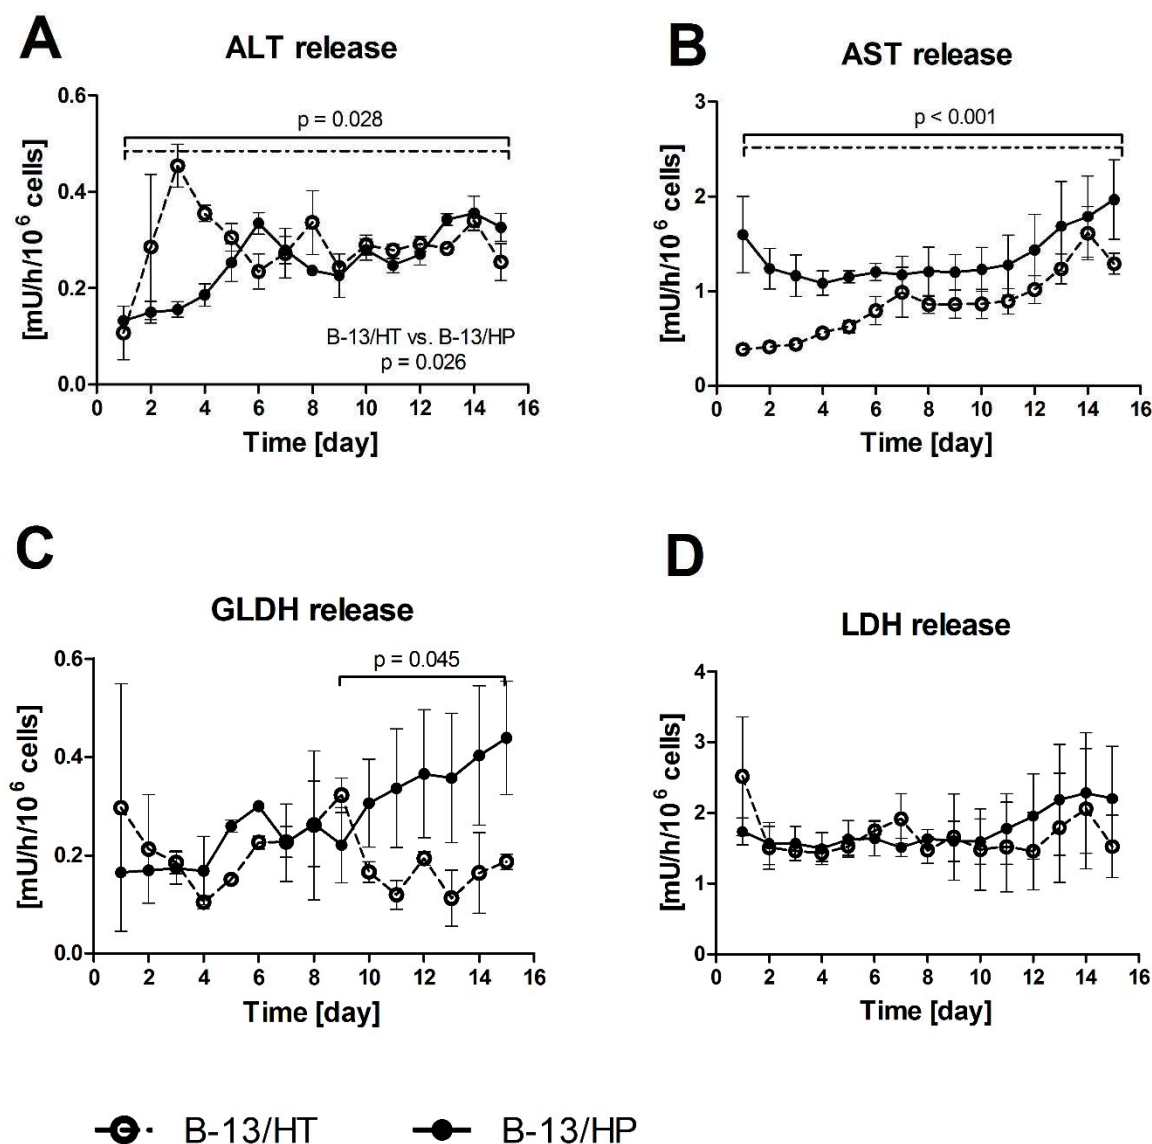 A
ALT release
[mU/h/10⁶ cells]
0.6
0.4
0.2
0.0
p = 0.028
B-13/HT vs. B-13/HP
p = 0.026
0 2 4 6 8 10 12 14 16
Time [day]
B
AST release
[mU/h/10⁶ cells]
3
2
1
0
p < 0.001
0 2 4 6 8 10 12 14 16
Time [day]
C
GLDH release
[mU/h/10⁶ cells]
0.6
0.4
0.2
0.0
p = 0.045
0 2 4 6 8 10 12 14 16
Time [day]
D
LDH release
[mU/h/10⁶ cells]
4
3
2
1
0
0 2 4 6 8 10 12 14 16
Time [day]
B-13/HT
B-13/HP